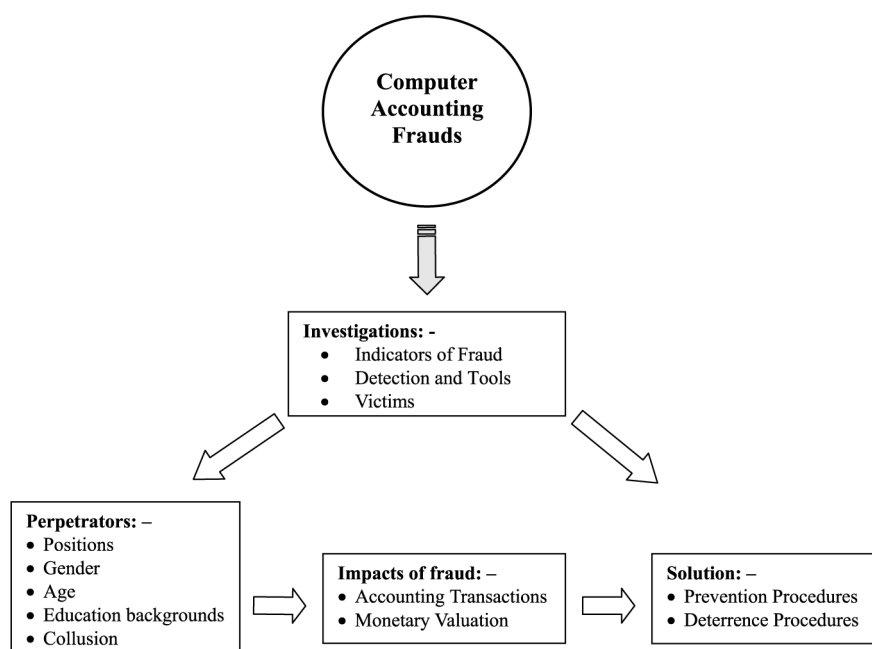 Computer
Accounting
Frauds
Investigations: -
• Indicators of Fraud
• Detection and Tools
• Victims
Perpetrators: –
• Positions
• Gender
• Age
• Education backgrounds
• Collusion
Impacts of fraud: –
• Accounting Transactions
• Monetary Valuation
Solution: –
• Prevention Procedures
• Deterrence Procedures